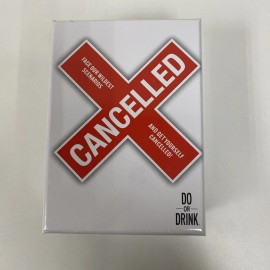 FACE OUR WILDEST
SCENARIOS
CANCELLED
AND GET YOURSELF
CANCELLED!
DO
OR
DRINK